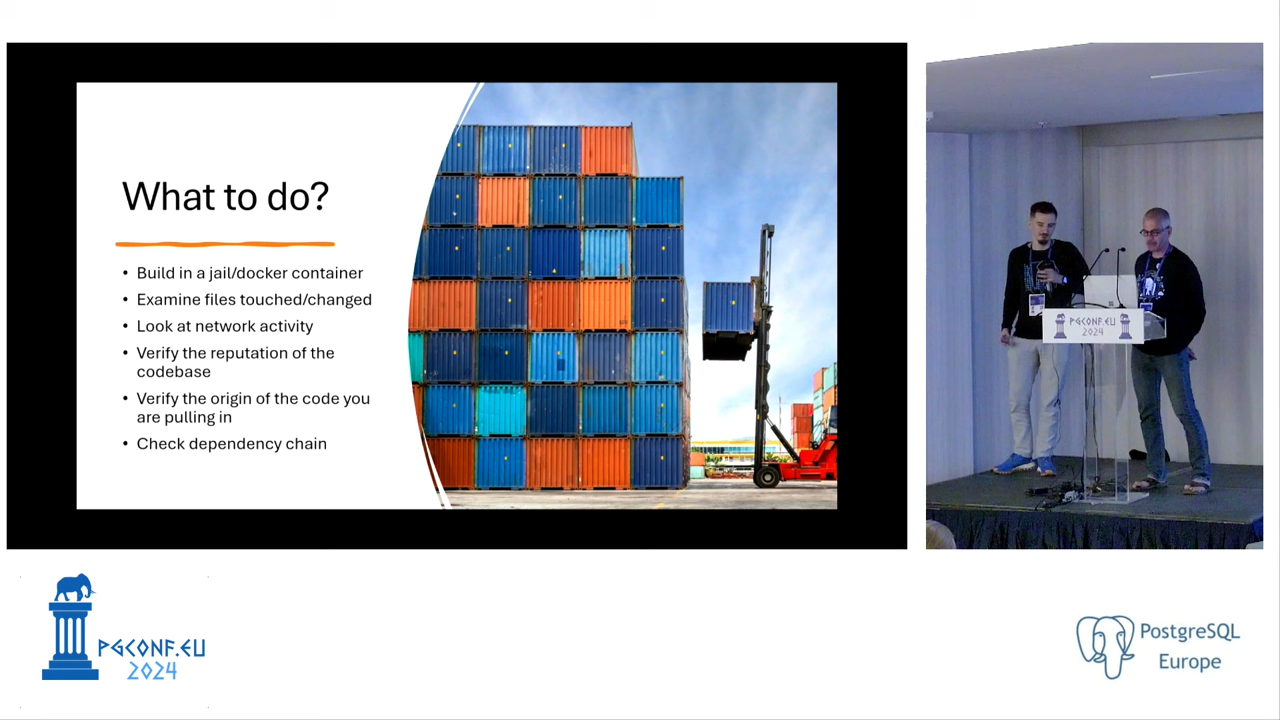 What to do?
• Build in a jail/docker container
• Examine files touched/changed
• Look at network activity
• Verify the reputation of the
codebase
• Verify the origin of the code you
are pulling in
• Check dependency chain
PGCONF.EU
2024
PGCONF.EU
2024
PostgreSQL
Europe